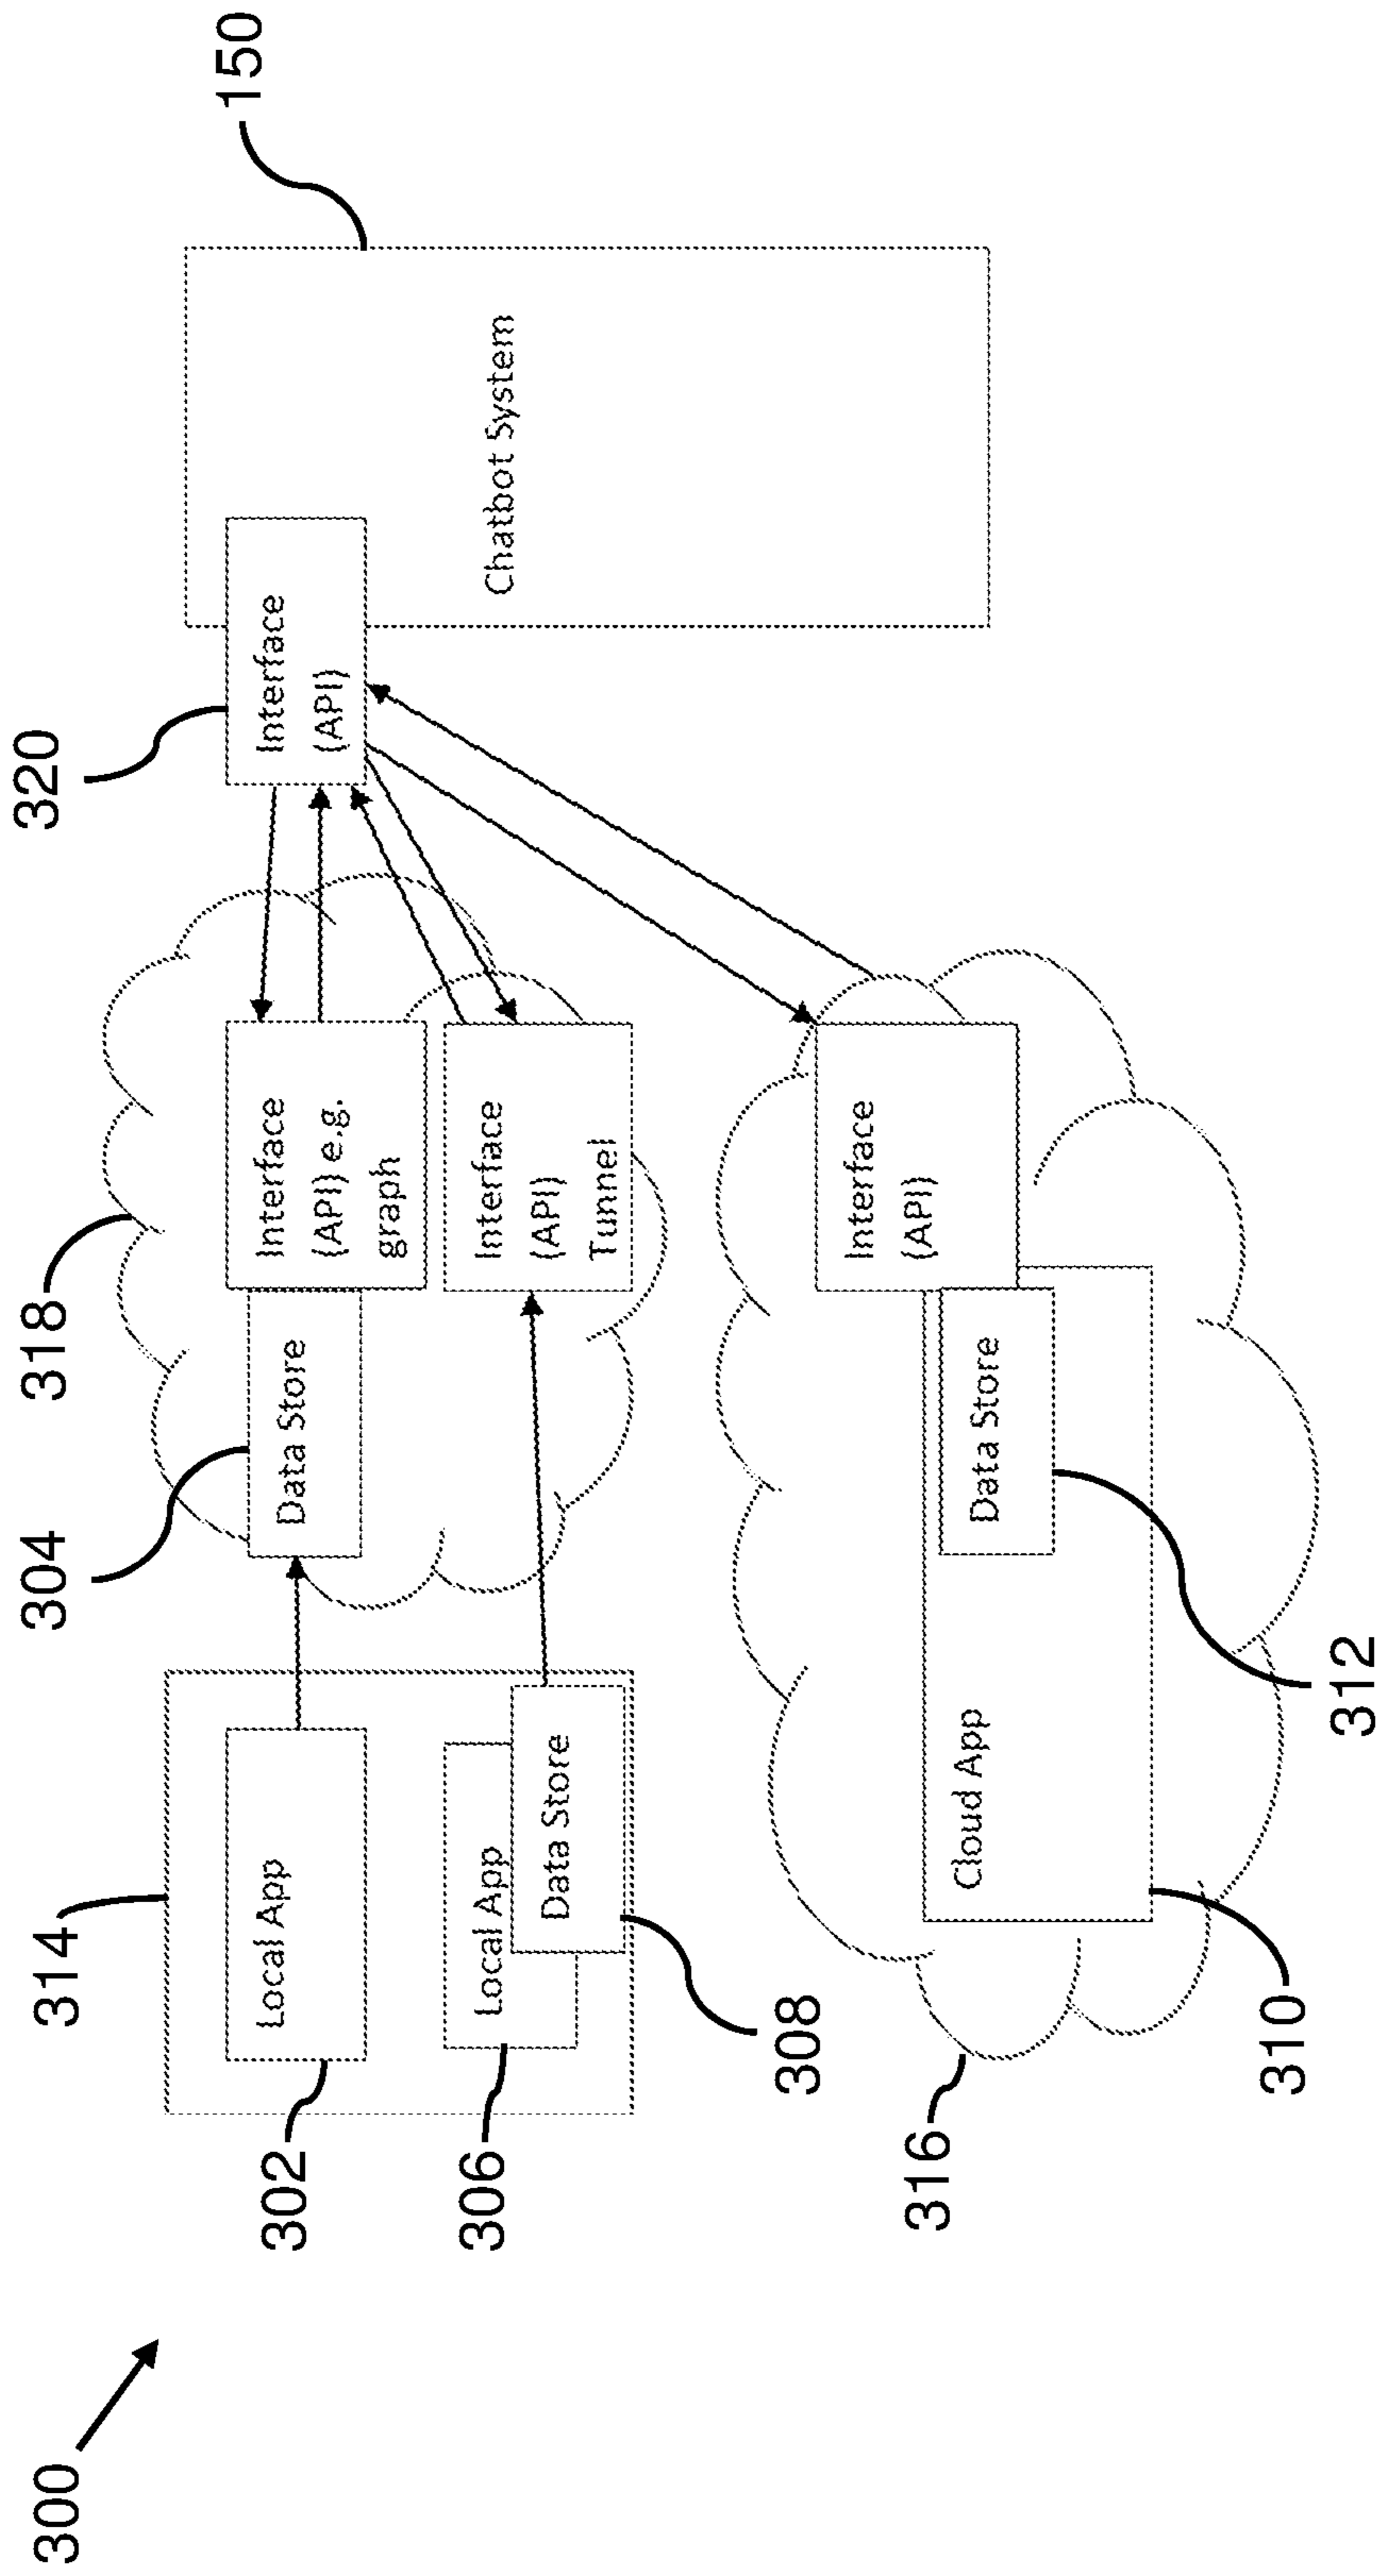 300
302
306
314
Local App
Local App
Data Store
308
304
318
Data Store
Interface
(API) e.g.
graph
Interface
(API)
Tunnel
320
Interface
(API)
Chatbot System
150
316
310
Cloud App
Data Store
312
Interface
(API)